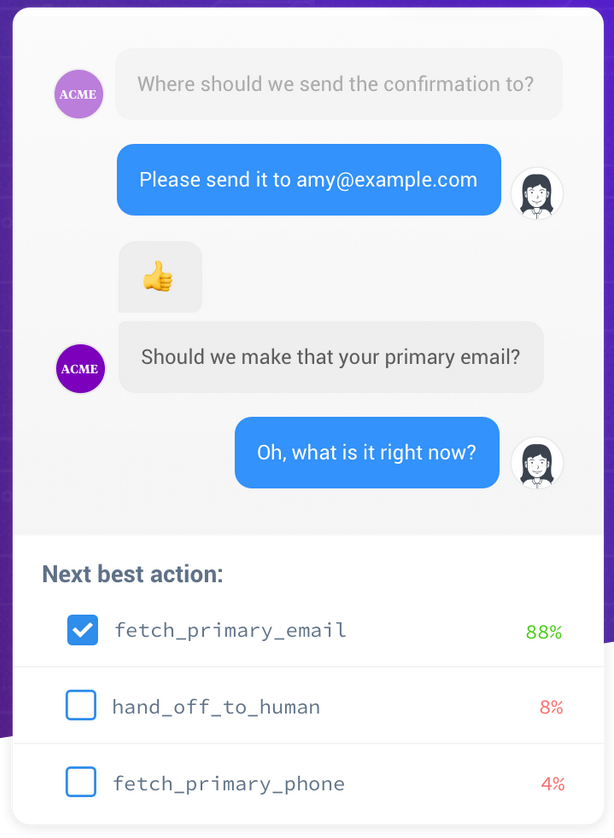 ACME
Where should we send the confirmation to?
Please send it to amy@example.com
ACME
Should we make that your primary email?
Oh, what is it right now?
Next best action:
fetch_primary_email 88%
hand_off_to_human 8%
fetch_primary_phone 4%